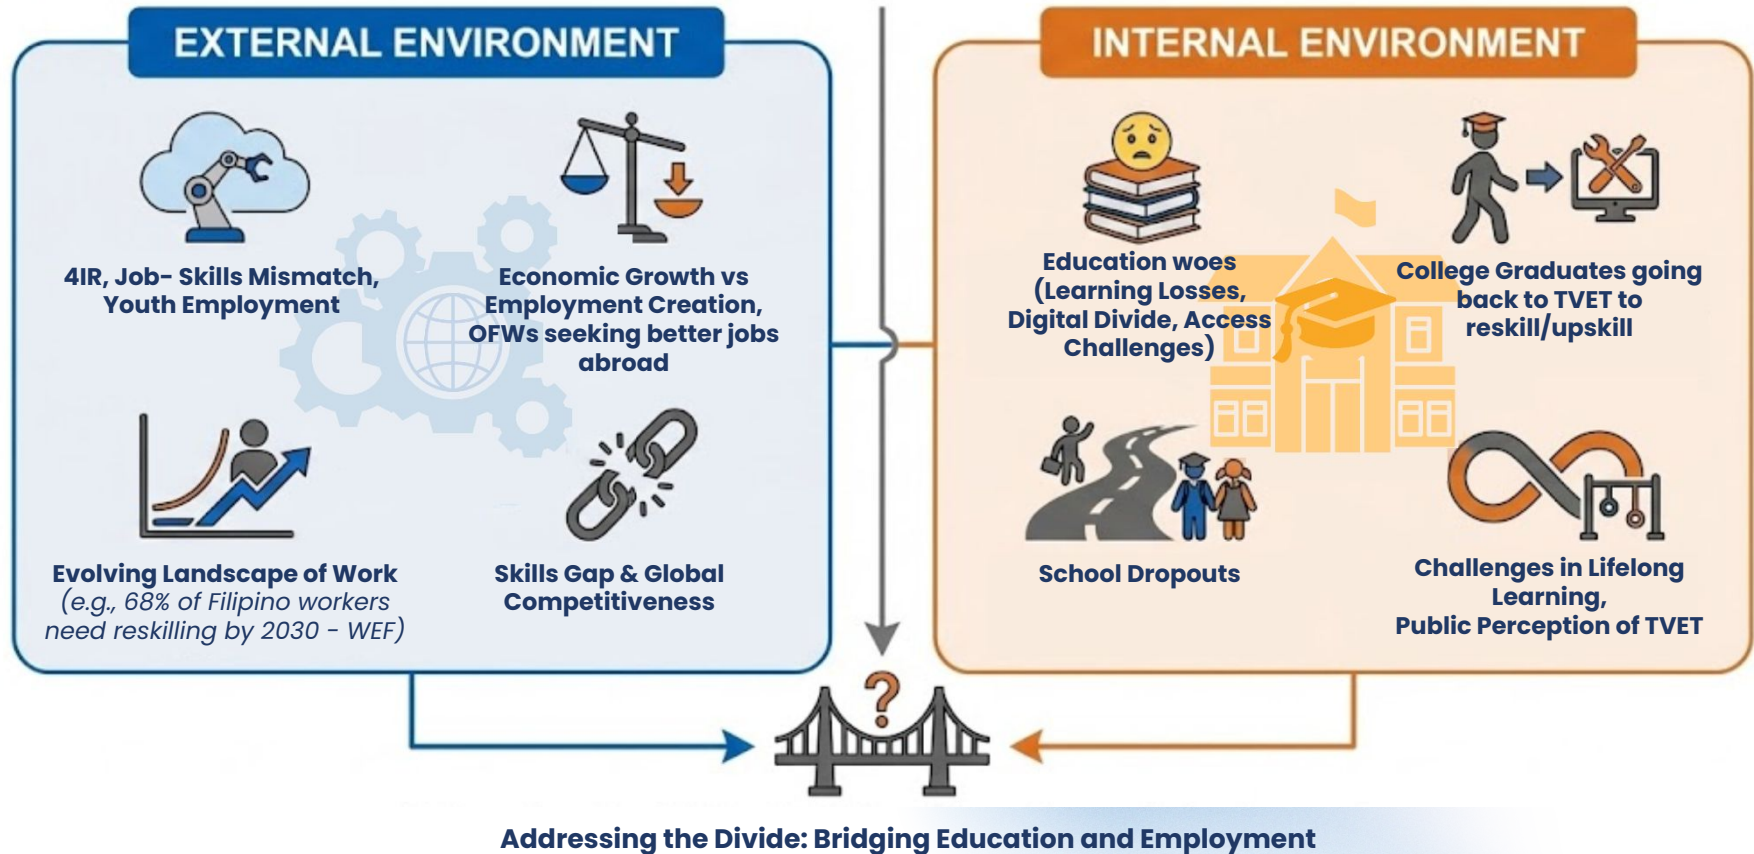 EXTERNAL ENVIRONMENT
4IR, Job- Skills Mismatch,
Youth Employment
Economic Growth vs
Employment Creation,
OFWs seeking better jobs
abroad
Evolving Landscape of Work
(e.g., 68% of Filipino workers
need reskilling by 2030 - WEF)
Skills Gap & Global
Competitiveness
INTERNAL ENVIRONMENT
Education woes
(Learning Losses,
Digital Divide, Access
Challenges)
College Graduates going
back to TVET to
reskill/upskill
School Dropouts
Challenges in Lifelong
Learning,
Public Perception of TVET
?
Addressing the Divide: Bridging Education and Employment